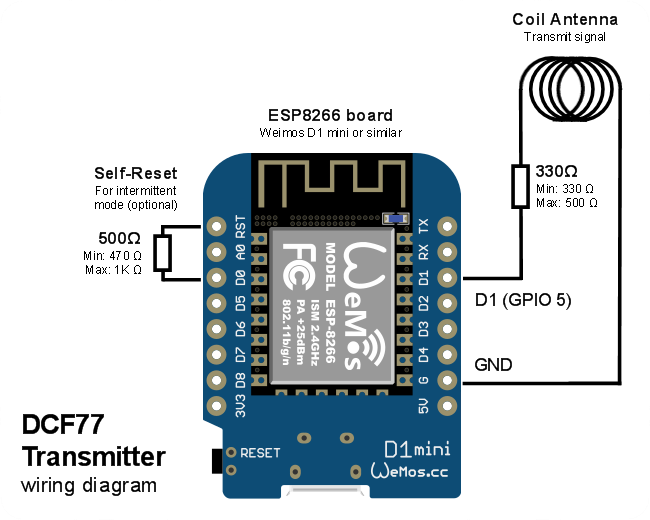 Coil Antenna
Transmit signal
ESP8266 board
Weimos D1 mini or similar
Self-Reset
For intermittent
mode (optional)
330Ω
Min: 330 Ω
Max: 500 Ω
500Ω
Min: 470 Ω
Max: 1K Ω
RST
A0
D0
D5
D6
D7
D8
3V3
TX
RX
D1
D2
D3
D4
G
5V
WeMos
MODEL ESP-8266
ISM 2.4GHz
PA +25dBm
802.11b/g/n
FC
D1 (GPIO 5)
GND
DCF77
Transmitter
wiring diagram
RESET
D1mini
WeMos.cc